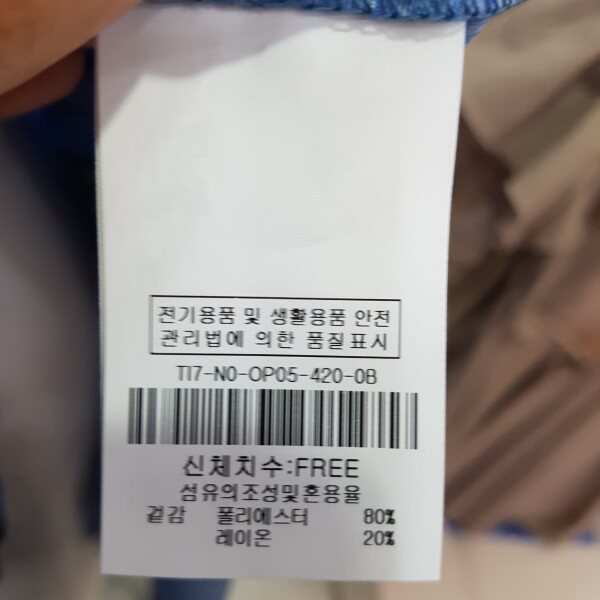 전기용품 및 생활용품 안전
관리법에 의한 품질표시
TI7-N0-OP05-420-0B
신체치수:FREE
섬유의조성및혼용율
겉감 폴리에스터 80%
레이온 20%